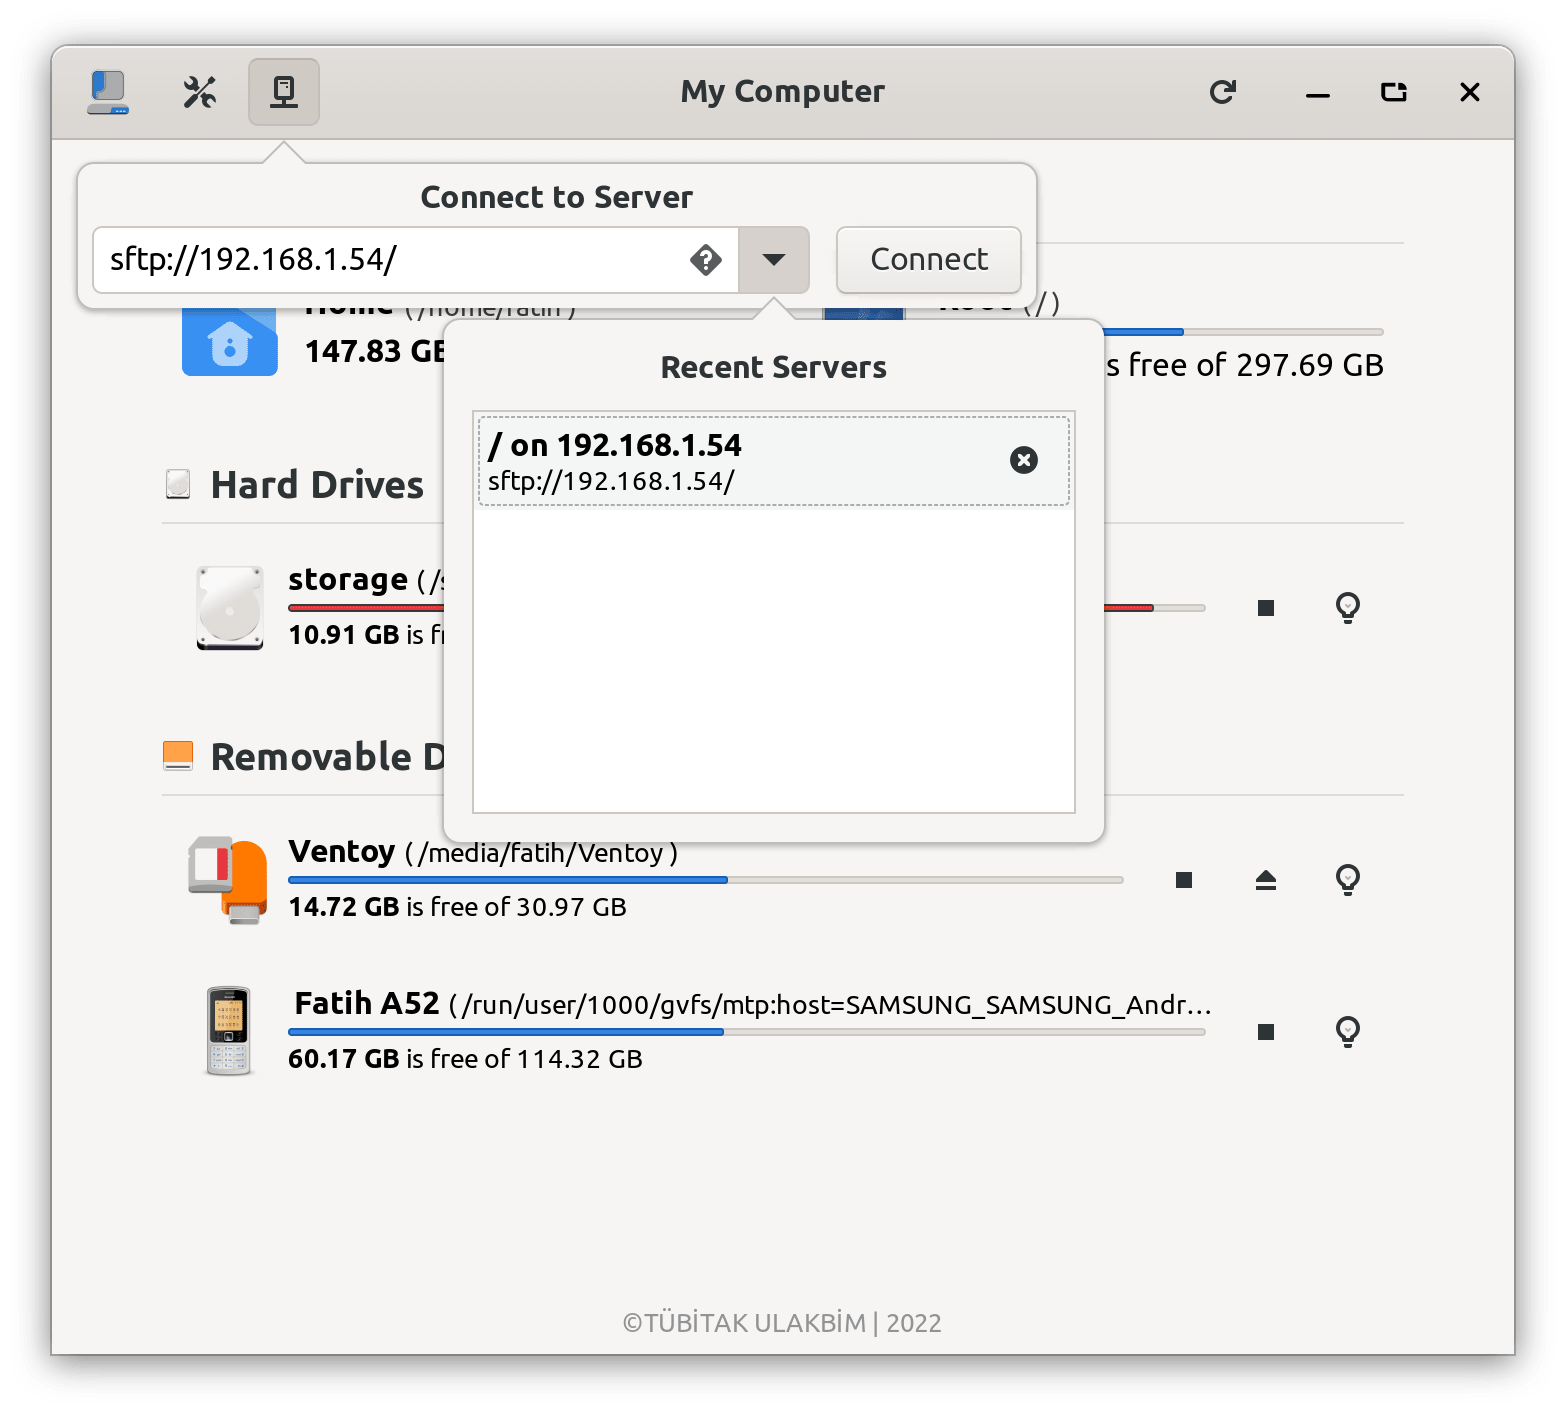 My Computer
Connect to Server
sftp://192.168.1.54/
Connect
Home (/home/fatih)
(/)
147.83 GB
s free of 297.69 GB
Recent Servers
/ on 192.168.1.54
sftp://192.168.1.54/
Hard Drives
storage (/s
10.91 GB is fr
Removable D
Ventoy (/media/fatih/Ventoy)
14.72 GB is free of 30.97 GB
Fatih A52 (/run/user/1000/gvfs/mtp:host=SAMSUNG_SAMSUNG_Andr...
60.17 GB is free of 114.32 GB
©TÜBİTAK ULAKBİM | 2022